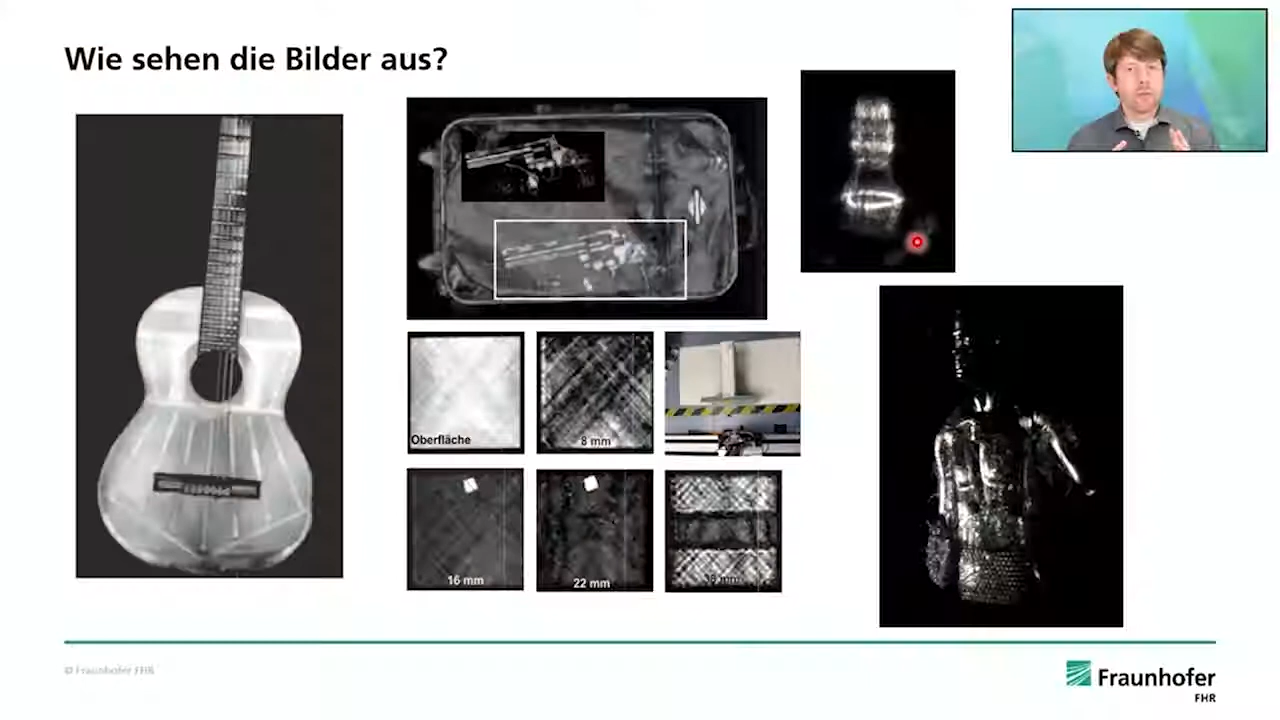 Wie sehen die Bilder aus?
Oberfläche
8 mm
16 mm
22 mm
© Fraunhofer FHR
Fraunhofer
FHR